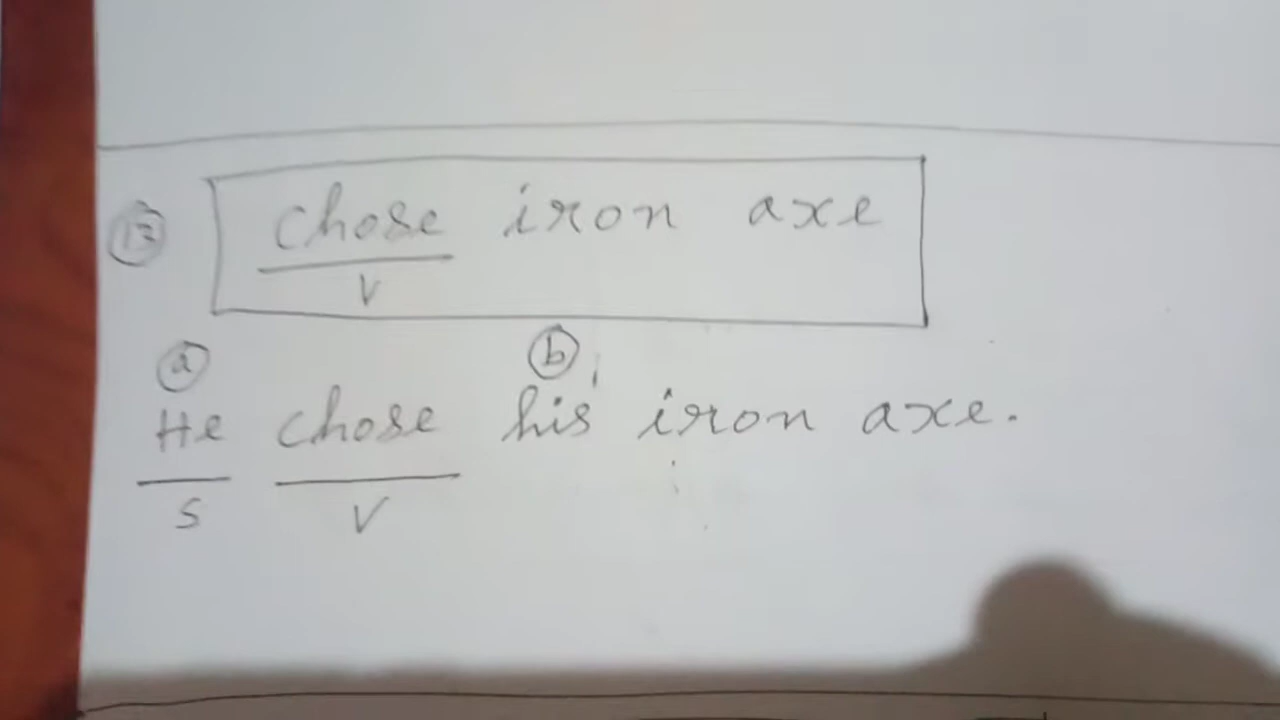 13 chose iron axe
V
a b
He chose his iron axe.
S V